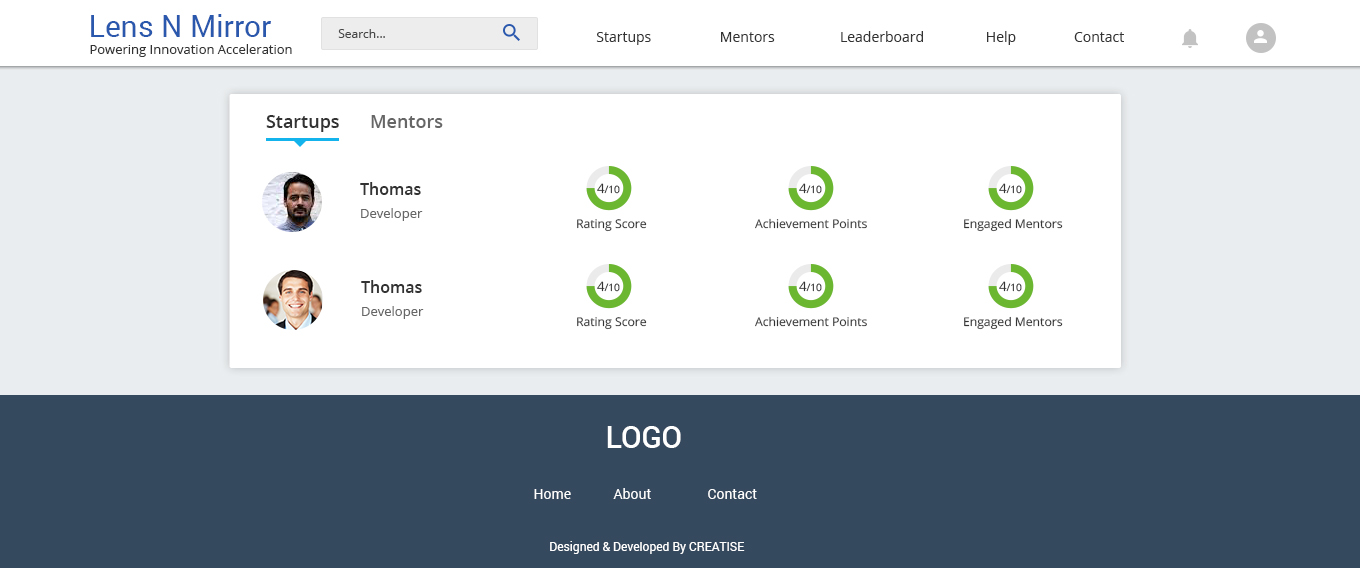 Lens N Mirror
Powering Innovation Acceleration
Search...
Startups Mentors Leaderboard Help Contact
Startups Mentors
Thomas
Developer
4/10 4/10 4/10
Rating Score Achievement Points Engaged Mentors
Thomas
Developer
4/10 4/10 4/10
Rating Score Achievement Points Engaged Mentors
LOGO
Home About Contact
Designed & Developed By CREATISE